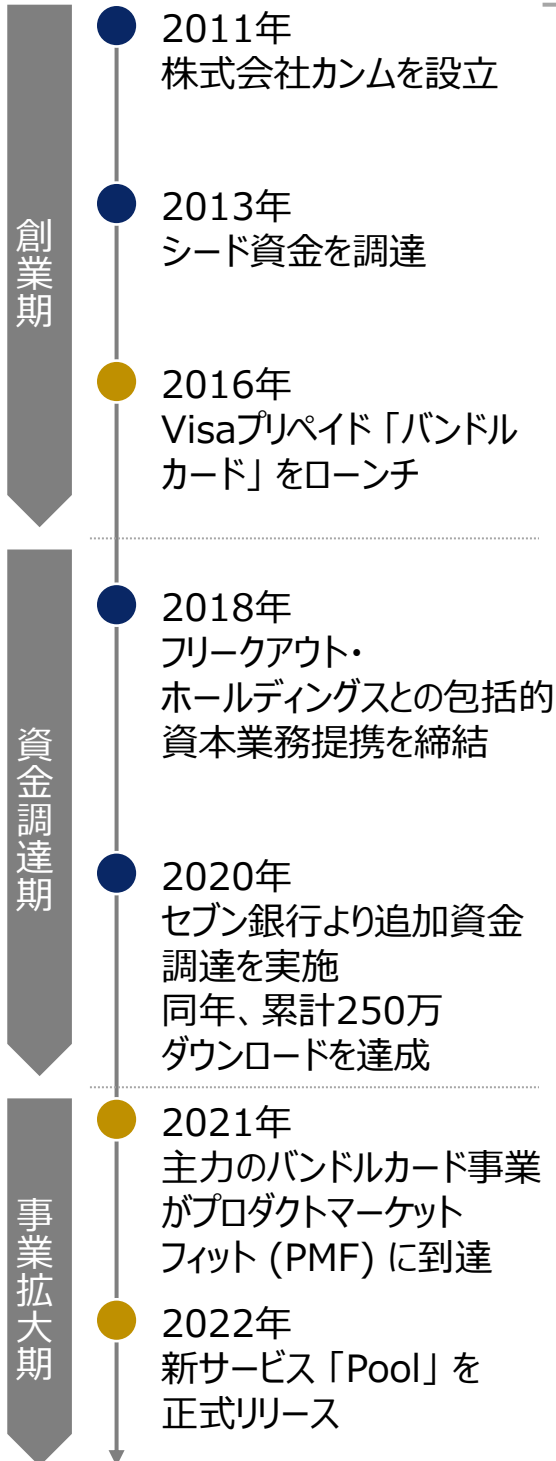 創業期
2011年
株式会社カンムを設立
2013年
シード資金を調達
2016年
Visaプリペイド「バンドル
カード」をローンチ
資金調達期
2018年
フリークアウト・
ホールディングスとの包括的
資本業務提携を締結
2020年
セブン銀行より追加資金
調達を実施
同年、累計250万
ダウンロードを達成
事業拡大期
2021年
主力のバンドルカード事業
がプロダクトマーケット
フィット (PMF) に到達
2022年
新サービス「Pool」を
正式リリース